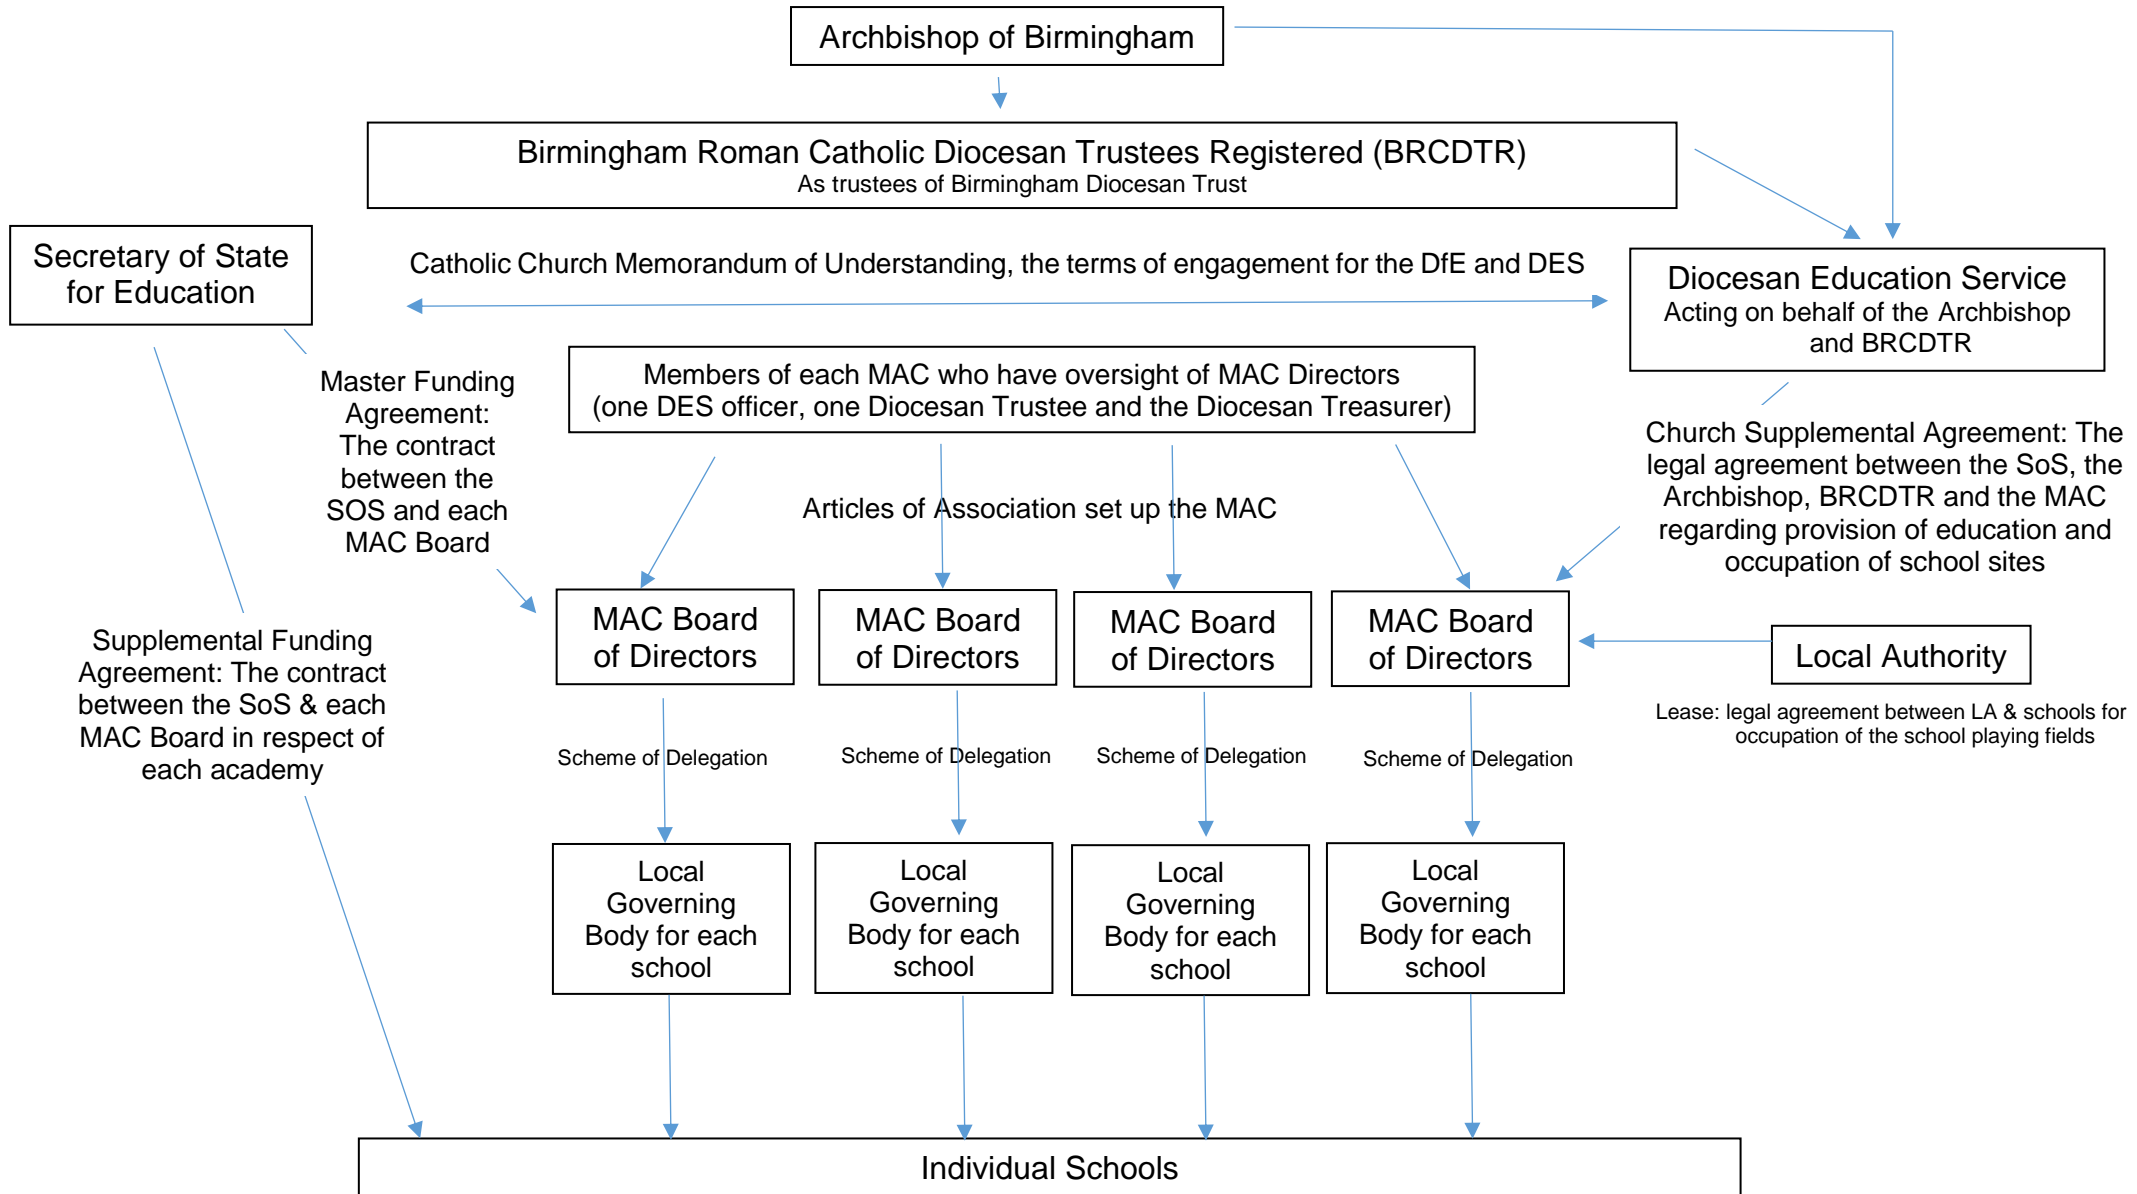 Archbishop of Birmingham
Birmingham Roman Catholic Diocesan Trustees Registered (BRCDTR)
As trustees of Birmingham Diocesan Trust
Secretary of State
for Education
Catholic Church Memorandum of Understanding, the terms of engagement for the DfE and DES
Diocesan Education Service
Acting on behalf of the Archbishop
and BRCDTR
Members of each MAC who have oversight of MAC Directors
(one DES officer, one Diocesan Trustee and the Diocesan Treasurer)
Master Funding
Agreement:
The contract
between the
SOS and each
MAC Board
Articles of Association set up the MAC
Church Supplemental Agreement: The
legal agreement between the SoS, the
Archbishop, BRCDTR and the MAC
regarding provision of education and
occupation of school sites
MAC Board
of Directors
MAC Board
of Directors
MAC Board
of Directors
MAC Board
of Directors
Local Authority
Lease: legal agreement between LA & schools for
occupation of the school playing fields
Supplemental Funding
Agreement: The contract
between the SoS & each
MAC Board in respect of
each academy
Scheme of Delegation
Scheme of Delegation
Scheme of Delegation
Scheme of Delegation
Local
Governing
Body for each
school
Local
Governing
Body for each
school
Local
Governing
Body for each
school
Local
Governing
Body for each
school
Individual Schools